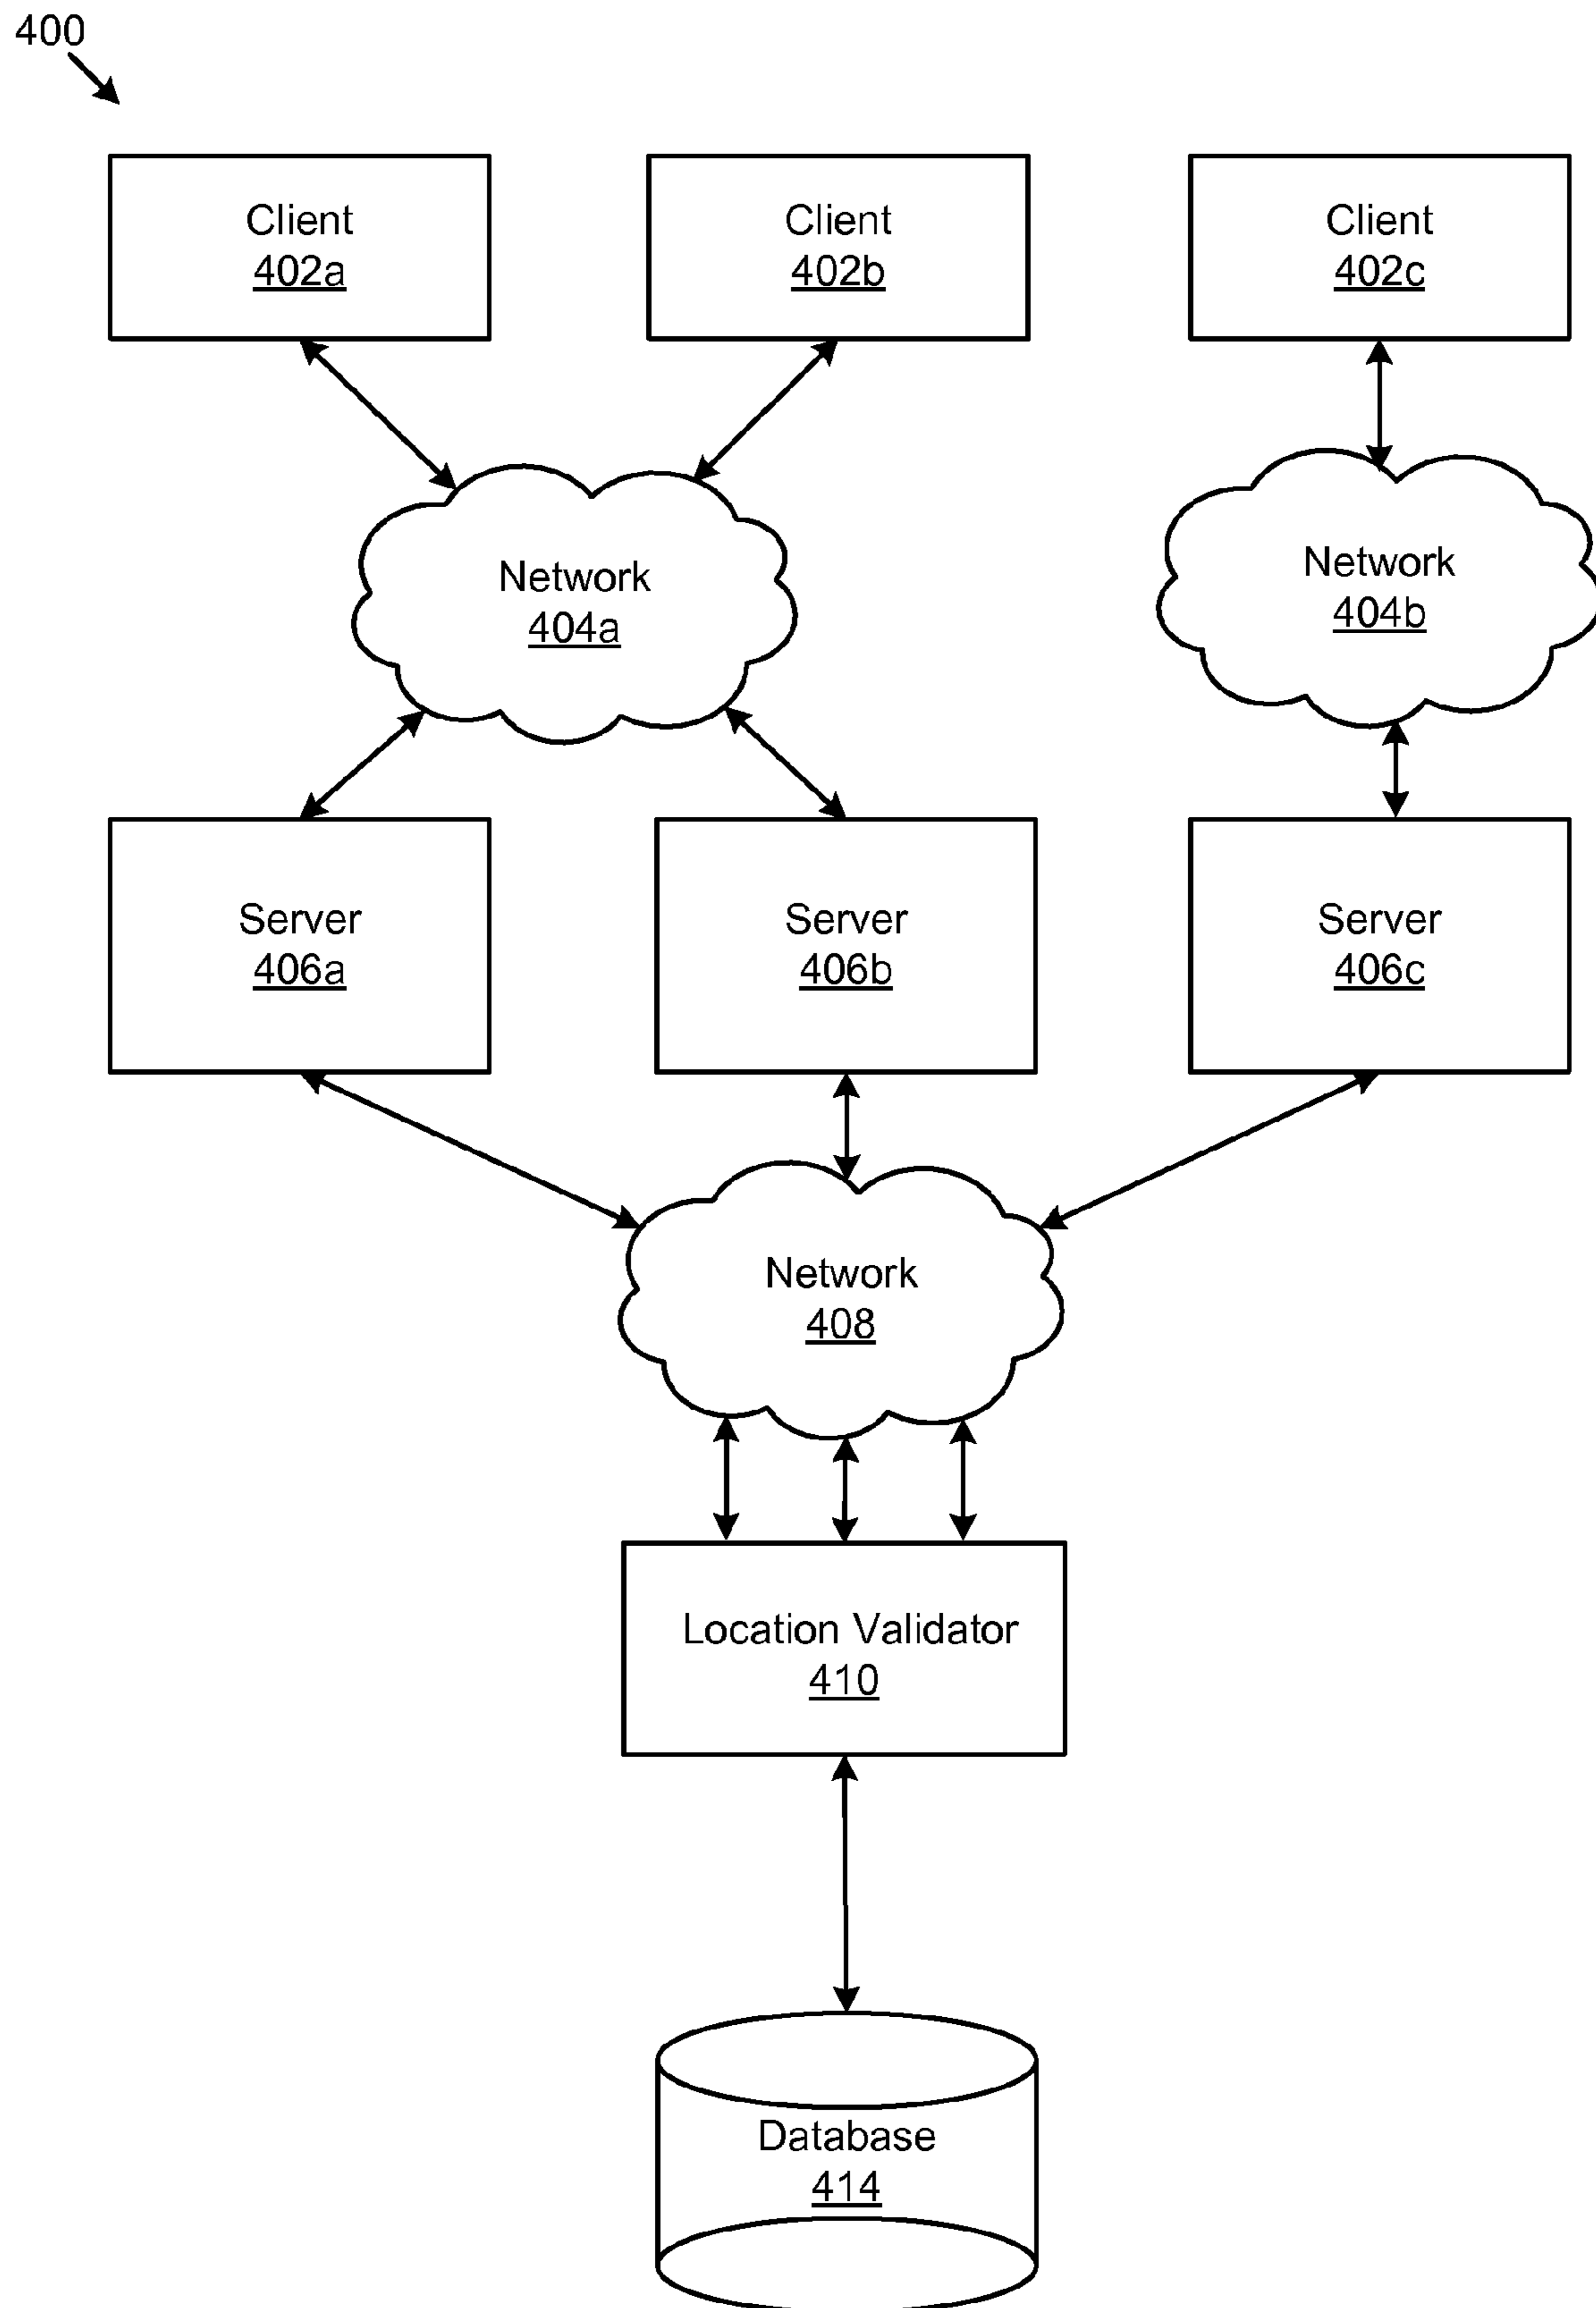 400
Client
402a
Client
402b
Client
402c
Network
404a
Network
404b
Server
406a
Server
406b
Server
406c
Network
408
Location Validator
410
Database
414